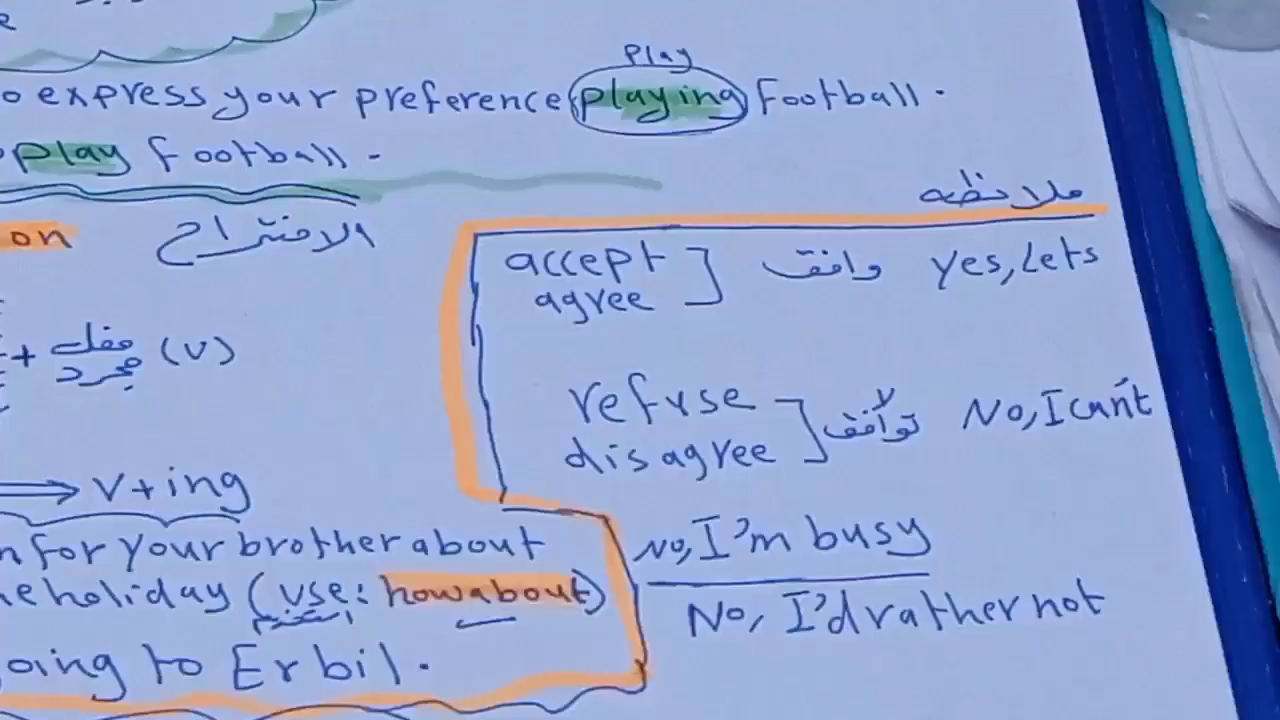 o express your preference playing Football.
play
play football -
ملاحظه
on الاقتراح
accept
agree
وافق yes, Lets
+ فعل مجرد (V)
refuse
disagree
لا توافق No, I can't
⟹ V+ing
n for your brother about
e holiday (use: how about)
استخدم
oing to Erbil.
No, I'm busy
No, I'd rather not